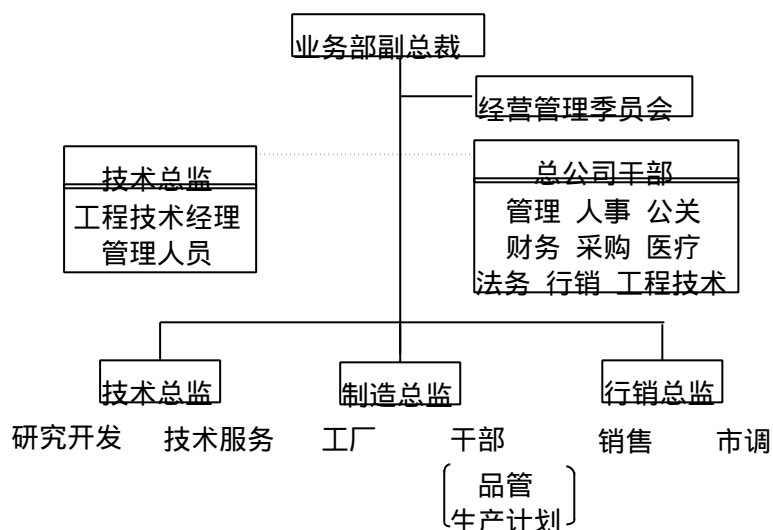 业务部副总裁
经营管理季员会
技术总监
工程技术经理
管理人员
总公司干部
管理 人事 公关
财务 采购 医疗
法务 行销 工程技术
技术总监
制造总监
行销总监
研究开发 技术服务 工厂 干部 销售 市调
品管
生产计划